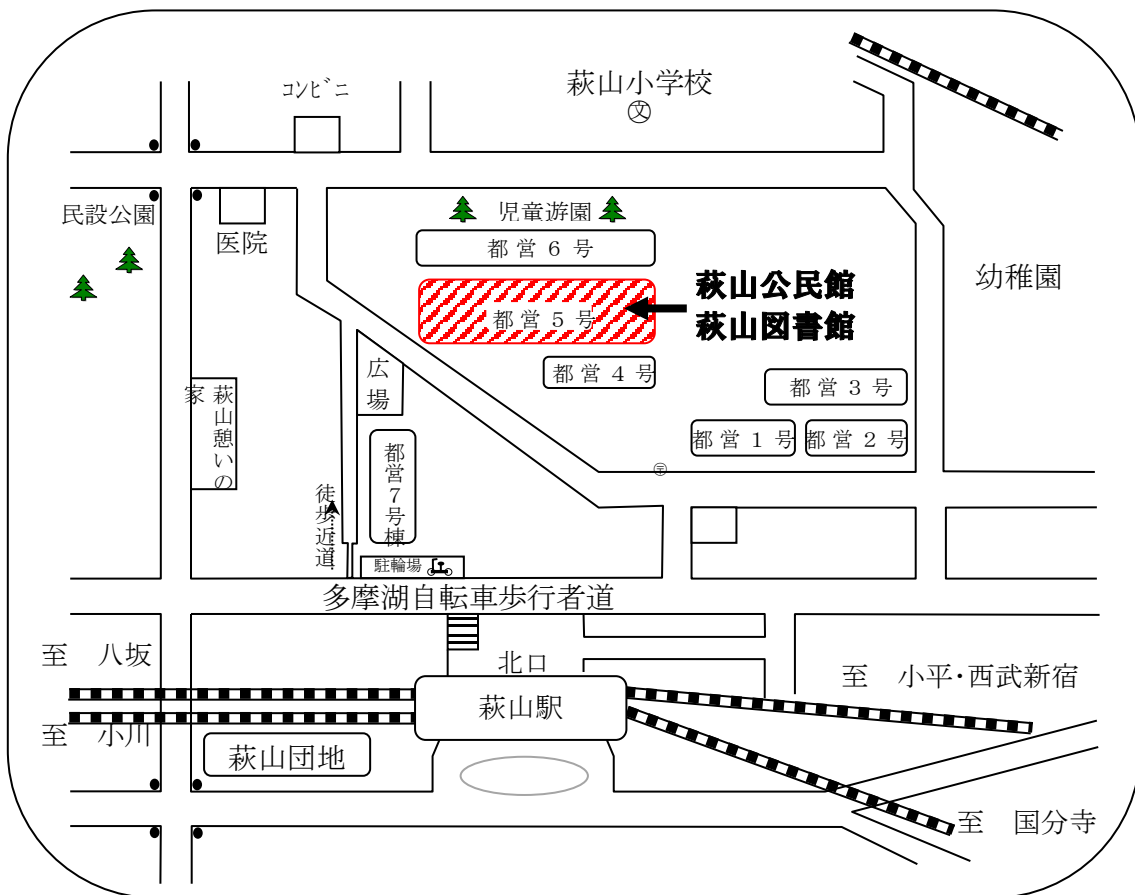 コンビニ
萩山小学校
文
民設公園
医院
児童遊園
都営6号
都営5号
萩山公民館
萩山図書館
幼稚園
都営4号
都営3号
都営1号
都営2号
広場
萩山憩いの
家
都営7号棟
徒歩近道
〒
駐輪場
多摩湖自転車歩行者道
至 八坂
北口
至 小平・西武新宿
萩山駅
至 小川
萩山団地
至 国分寺